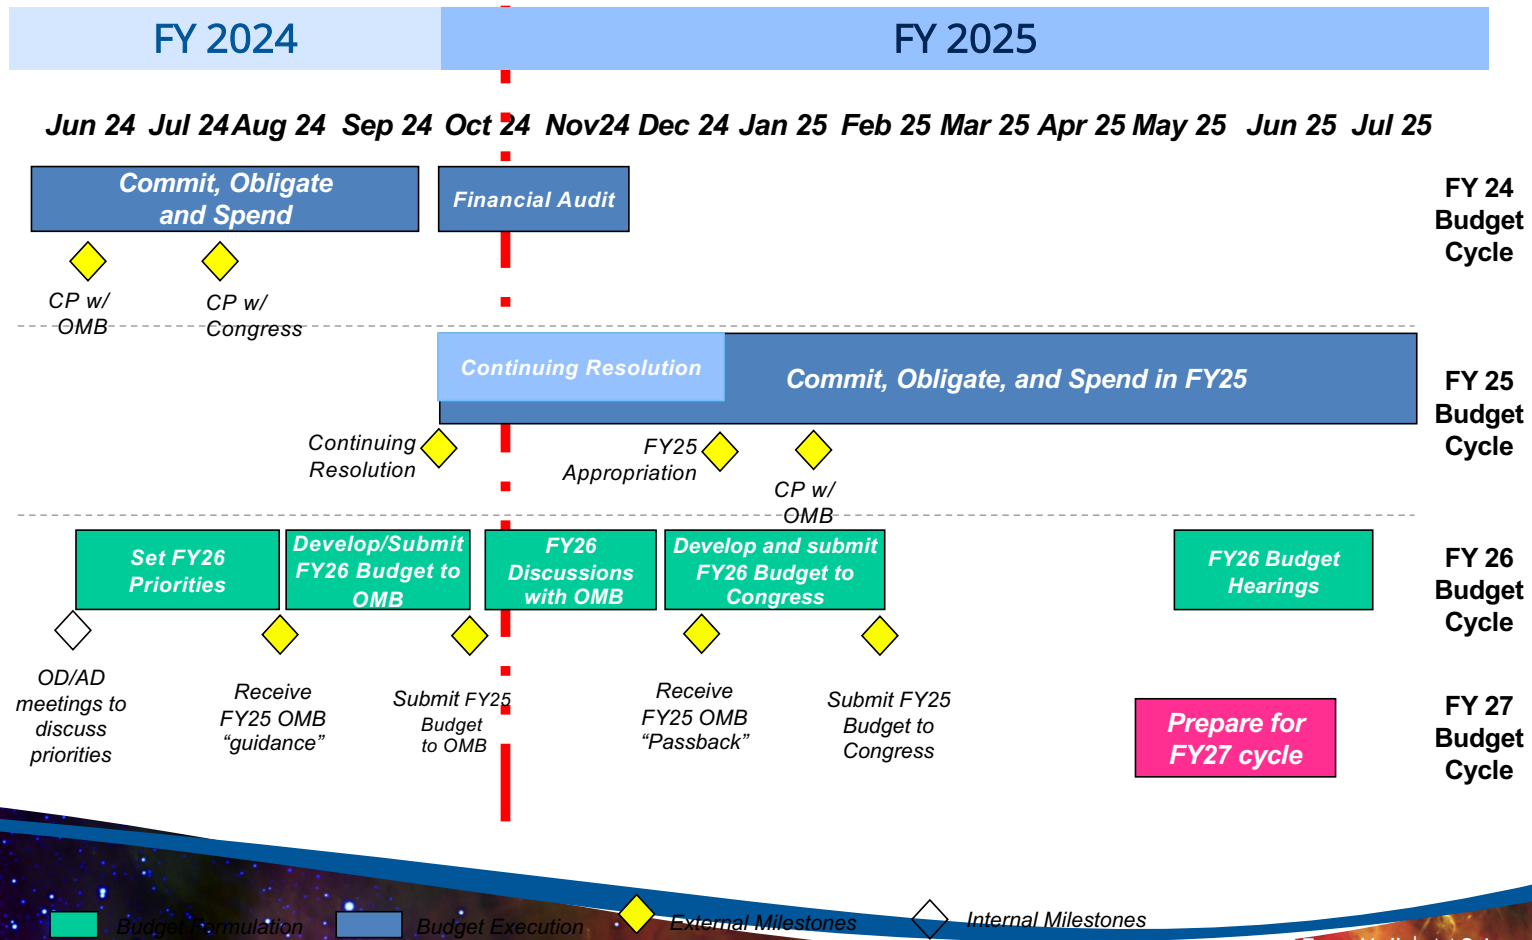 FY 2024
FY 2025
Jun 24 Jul 24 Aug 24 Sep 24 Oct 24 Nov24 Dec 24 Jan 25 Feb 25 Mar 25 Apr 25 May 25 Jun 25 Jul 25
Commit, Obligate
and Spend
Financial Audit
FY 24
Budget
Cycle
CP w/
OMB
CP w/
Congress
Continuing Resolution
Commit, Obligate, and Spend in FY25
FY 25
Budget
Cycle
Continuing
Resolution
FY25
Appropriation
CP w/
OMB
Set FY26
Priorities
Develop/Submit
FY26 Budget to
OMB
FY26
Discussions
with OMB
Develop and submit
FY26 Budget to
Congress
FY26 Budget
Hearings
FY 26
Budget
Cycle
OD/AD
meetings to
discuss
priorities
Receive
FY25 OMB
“guidance”
Submit FY25
Budget
to OMB
Receive
FY25 OMB
“Passback”
Submit FY25
Budget to
Congress
Prepare for
FY27 cycle
FY 27
Budget
Cycle
Budget Formulation
Budget Execution
External Milestones
Internal Milestones